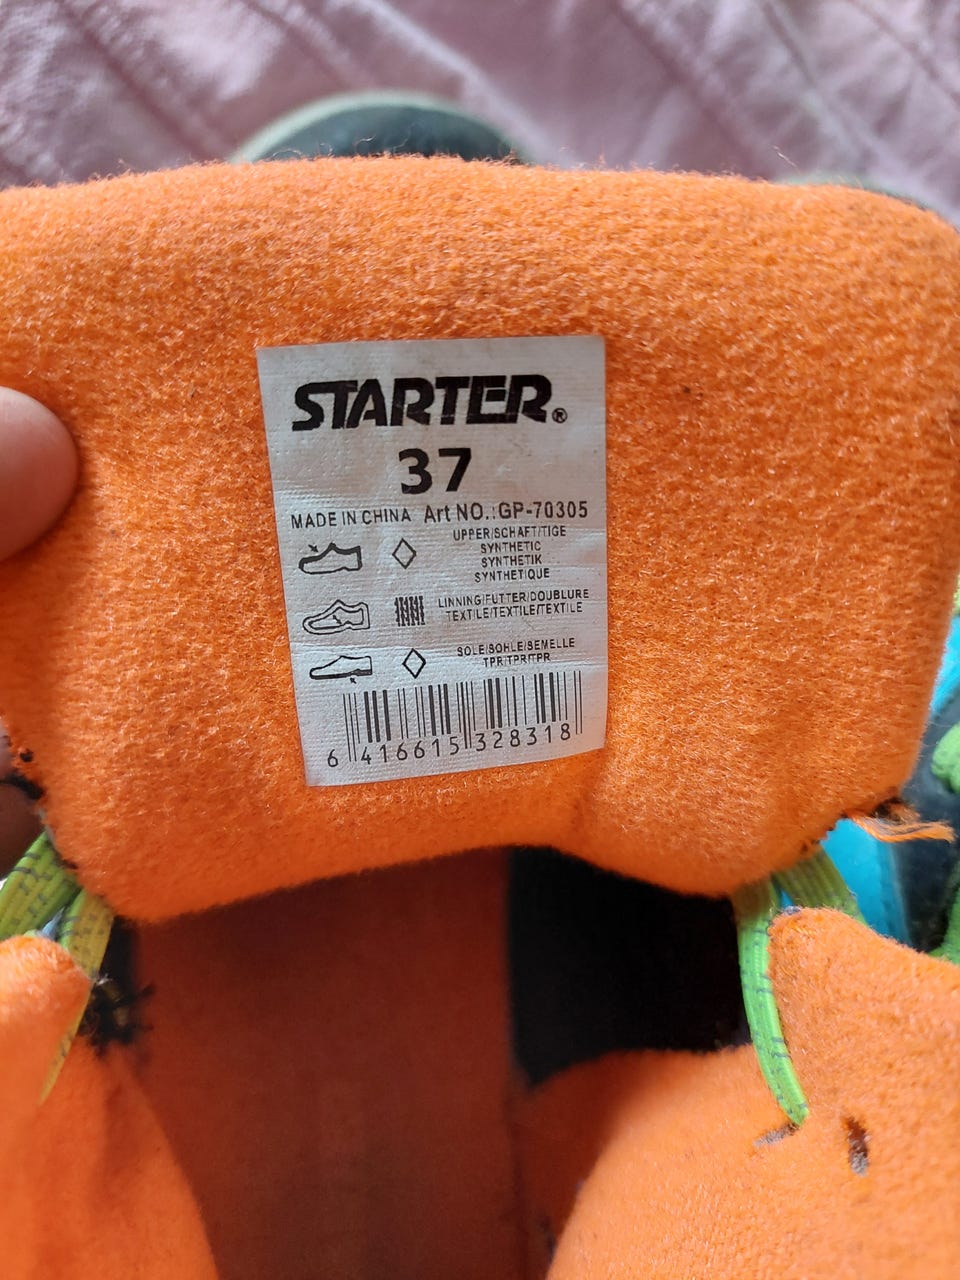 STARTER®
37
MADE IN CHINA Art NO.:GP-70305
UPPER/SCHAFT/TIGE
SYNTHETIC
SYNTHETIK
SYNTHETIQUE
LINNING/FUTTER/DOUBLURE
TEXTILE/TEXTILE/TEXTILE
SOLE/SOHLE/SEMELLE
TPR/TPR/TPR
6 416615 328318